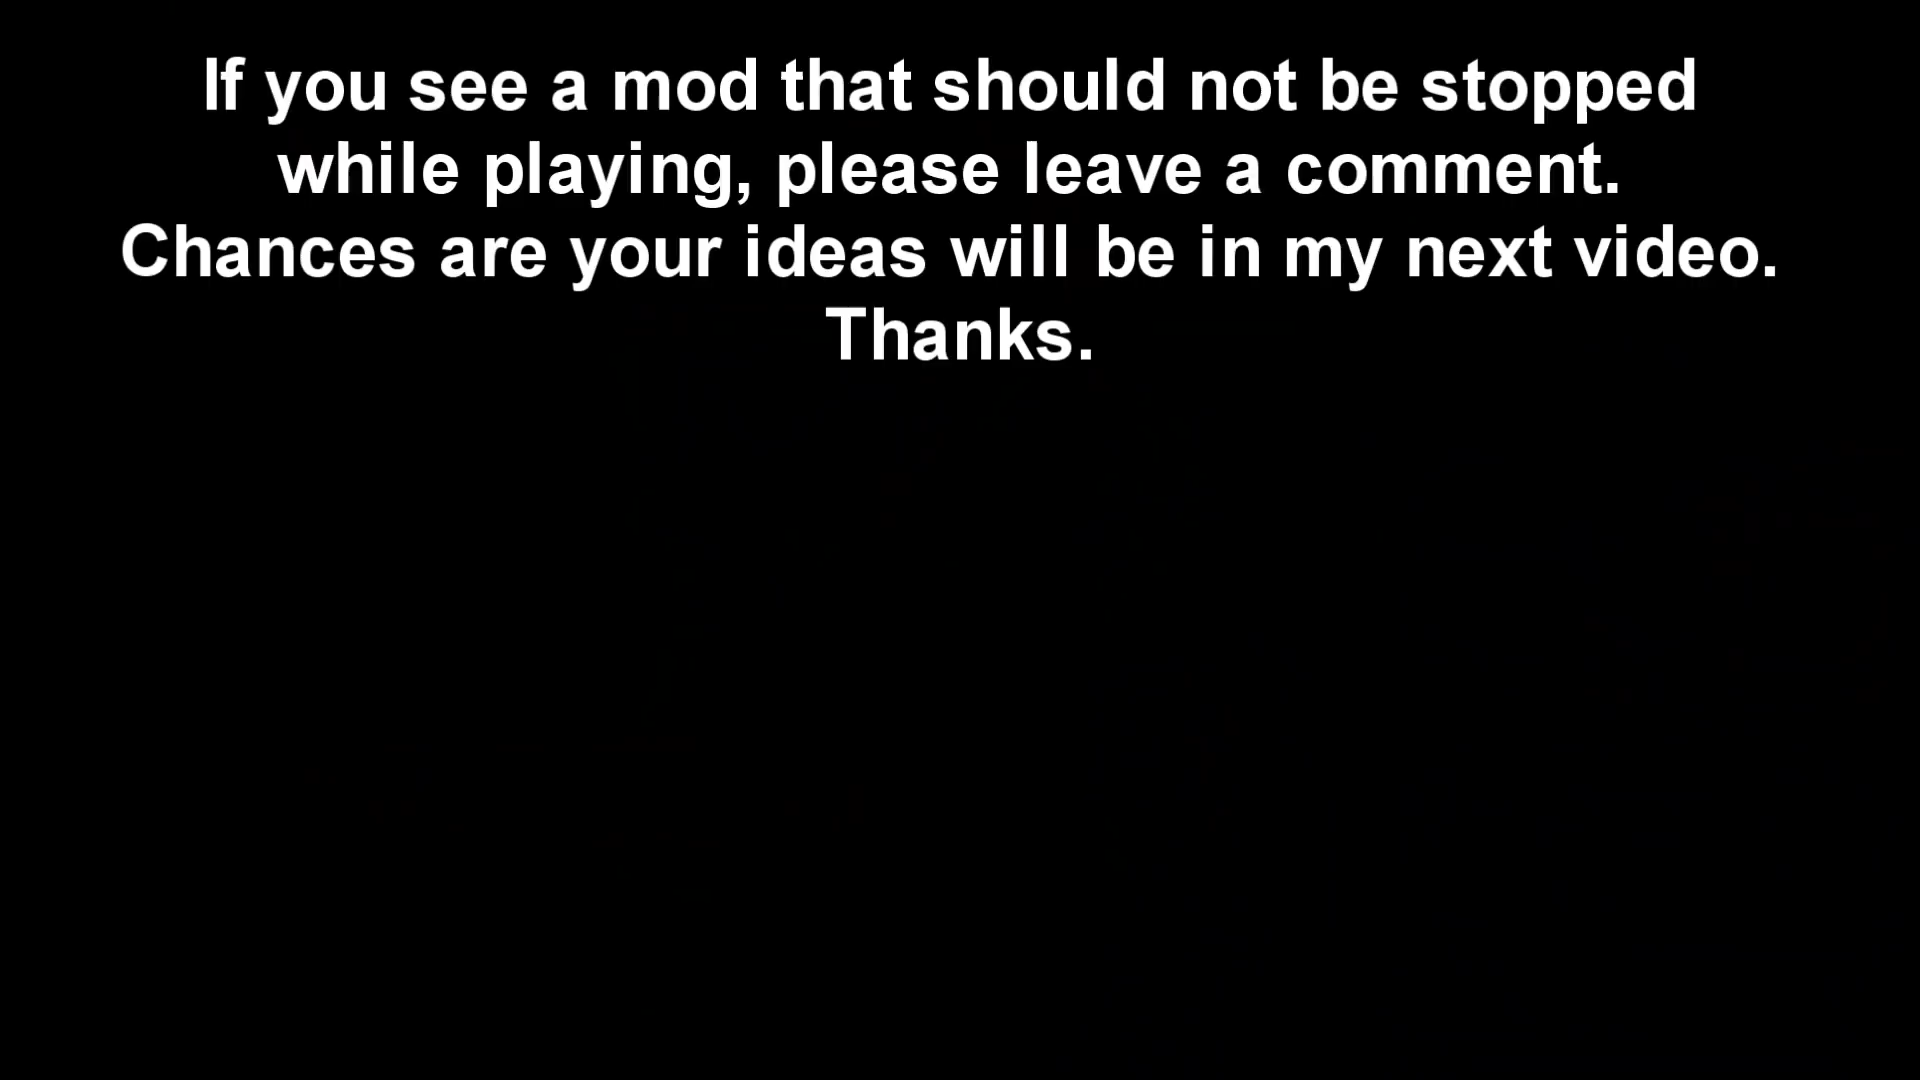 If you see a mod that should not be stopped
while playing, please leave a comment.
Chances are your ideas will be in my next video.
Thanks.